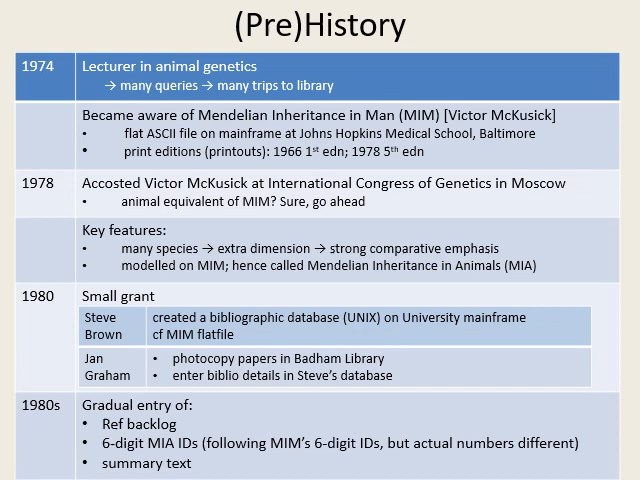 (Pre)History
1974 Lecturer in animal genetics
→ many queries → many trips to library
Became aware of Mendelian Inheritance in Man (MIM) [Victor McKusick]
• flat ASCII file on mainframe at Johns Hopkins Medical School, Baltimore
• print editions (printouts): 1966 1st edn; 1978 5th edn
1978 Accosted Victor McKusick at International Congress of Genetics in Moscow
• animal equivalent of MIM? Sure, go ahead
Key features:
• many species → extra dimension → strong comparative emphasis
• modelled on MIM; hence called Mendelian Inheritance in Animals (MIA)
1980 Small grant
Steve created a bibliographic database (UNIX) on University mainframe
Brown cf MIM flatfile
Jan • photocopy papers in Badham Library
Graham • enter biblio details in Steve's database
1980s Gradual entry of:
• Ref backlog
• 6-digit MIA IDs (following MIM's 6-digit IDs, but actual numbers different)
• summary text